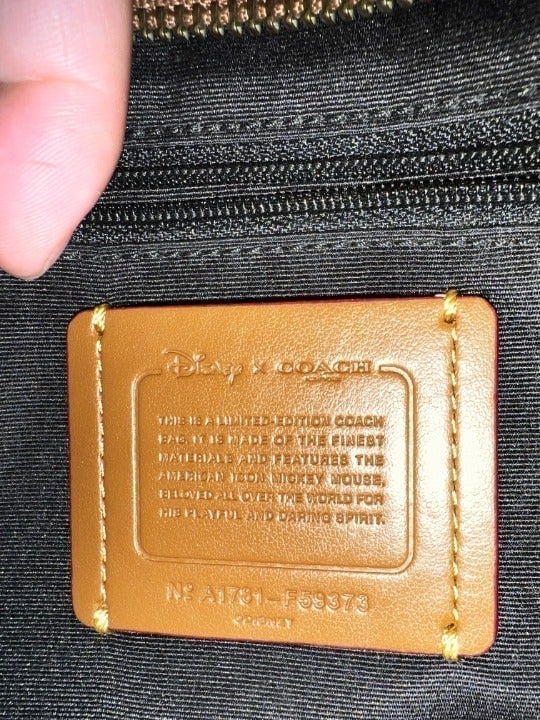 Disney x COACH
THIS IS A LIMITED-EDITION COACH
BAG. IT IS MADE OF THE FINEST
MATERIALS AND FEATURES THE
AMERICAN ICON MICKEY MOUSE,
BELOVED ALL OVER THE WORLD FOR
HIS PLAYFUL AND DARING SPIRIT.
Nº A1781-F59373